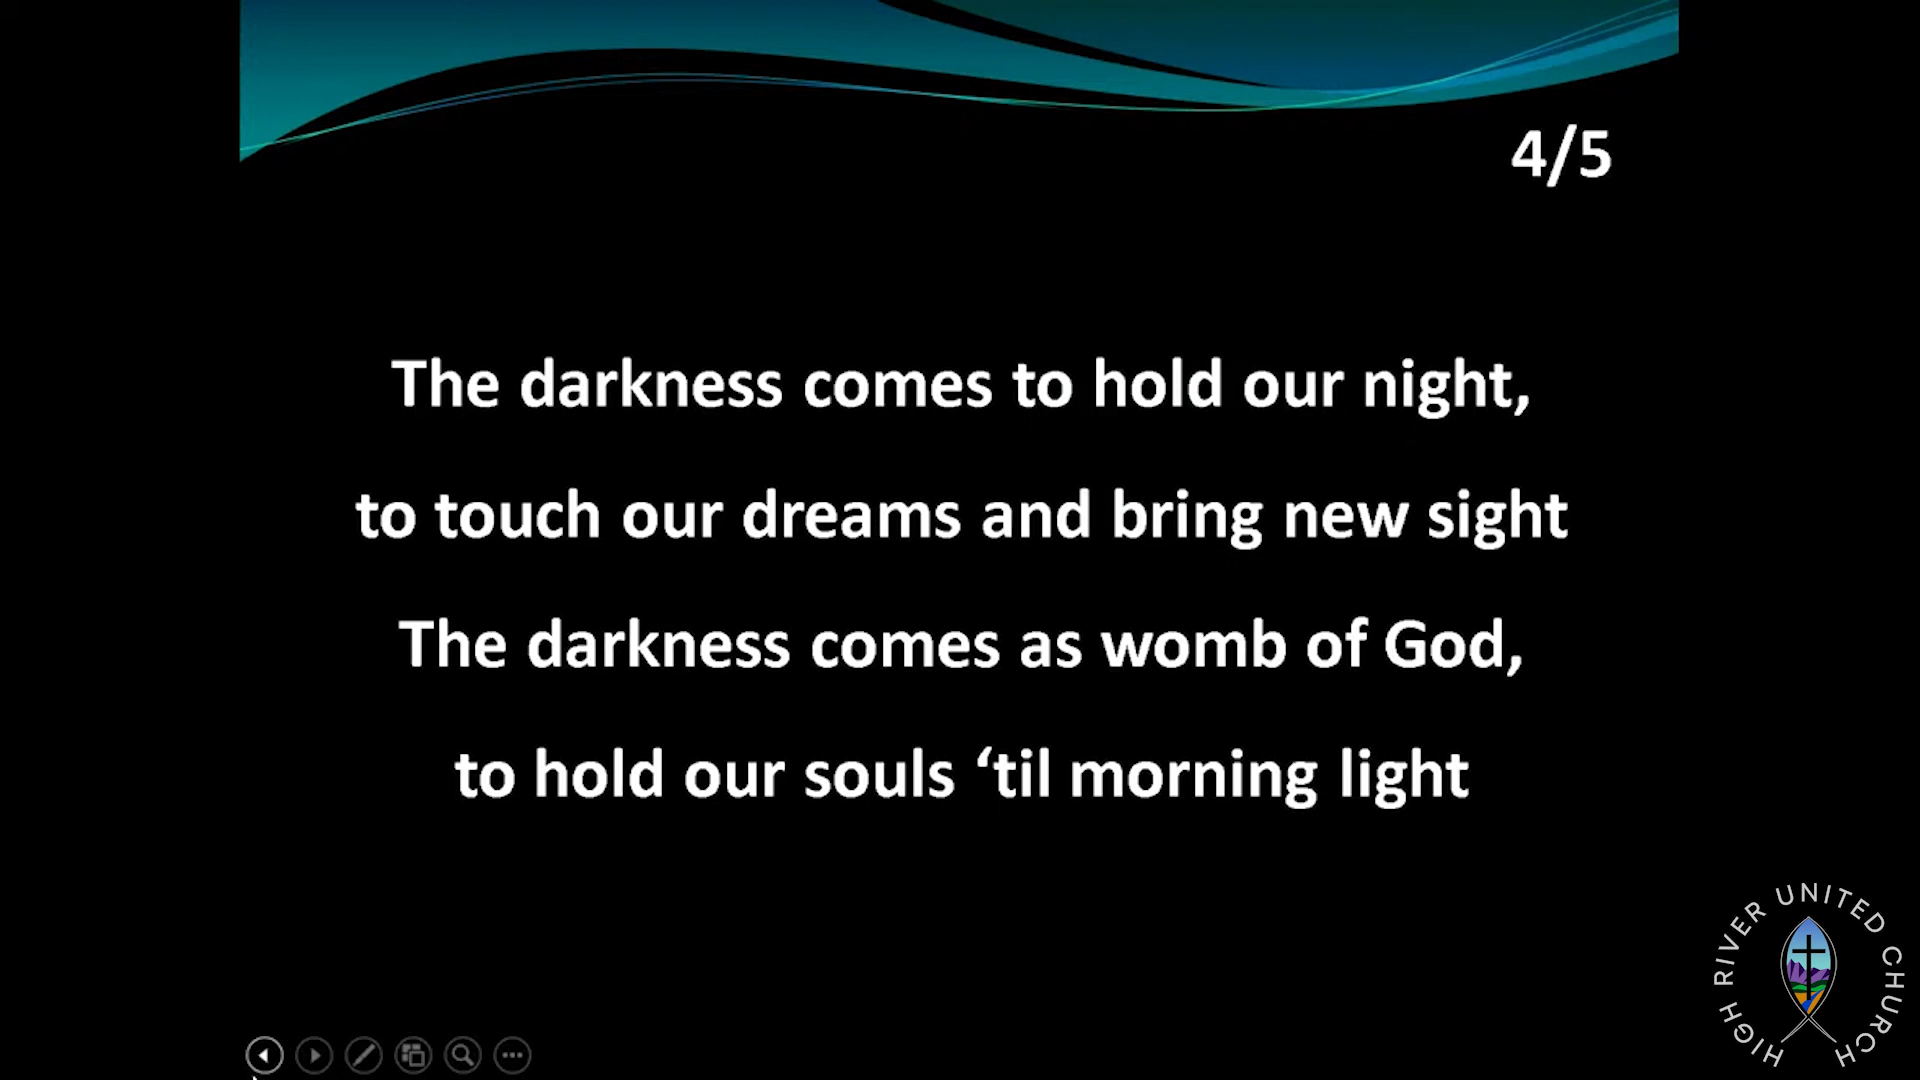 4/5
The darkness comes to hold our night,
to touch our dreams and bring new sight
The darkness comes as womb of God,
to hold our souls ‘til morning light
HIGH RIVER UNITED CHURCH